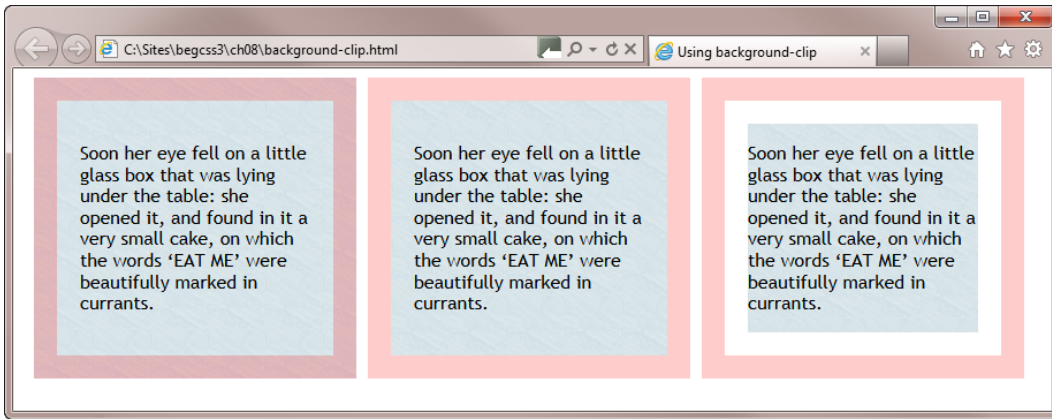 C:\Sites\begcss3\ch08\background-clip.html
Using background-clip
Soon her eye fell on a little
glass box that was lying
under the table: she
opened it, and found in it a
very small cake, on which
the words ‘EAT ME’ were
beautifully marked in
currants.
Soon her eye fell on a little
glass box that was lying
under the table: she
opened it, and found in it a
very small cake, on which
the words ‘EAT ME’ were
beautifully marked in
currants.
Soon her eye fell on a little
glass box that was lying
under the table: she
opened it, and found in it a
very small cake, on which
the words ‘EAT ME’ were
beautifully marked in
currants.